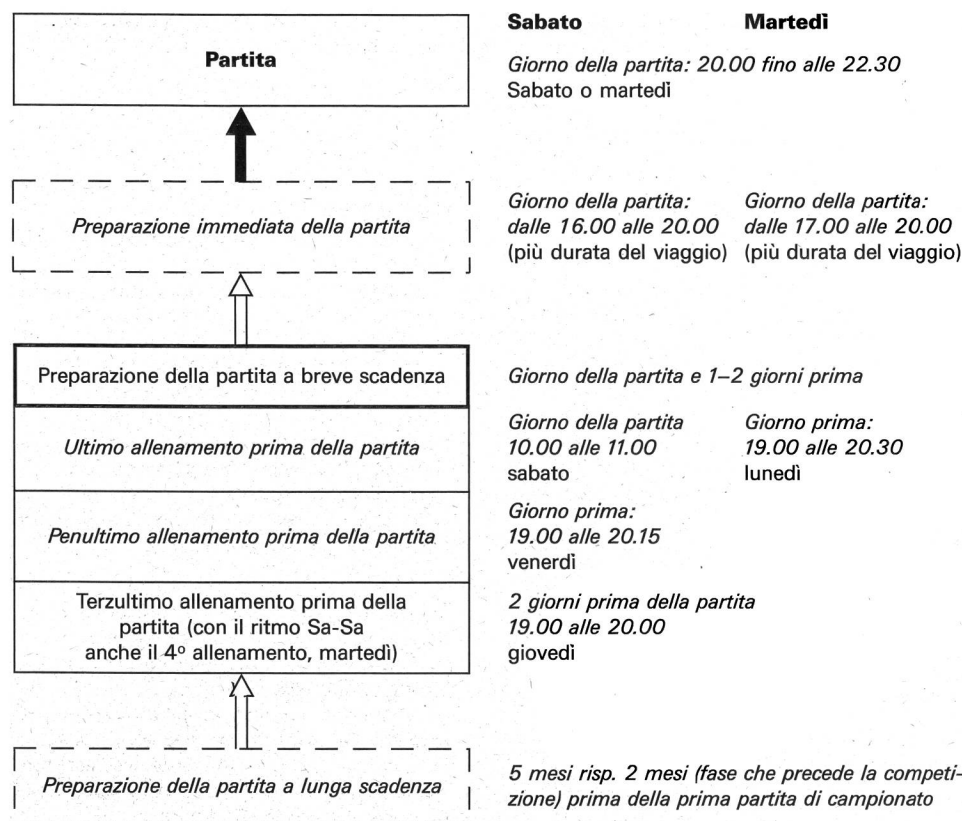 Sabato Martedì
Partita
Giorno della partita: 20.00 fino alle 22.30
Sabato o martedì
Preparazione immediata della partita
Giorno della partita:
dalle 16.00 alle 20.00
(più durata del viaggio)
Giorno della partita:
dalle 17.00 alle 20.00
(più durata del viaggio)
Preparazione della partita a breve scadenza
Giorno della partita e 1–2 giorni prima
Ultimo allenamento prima della partita
Giorno della partita
10.00 alle 11.00
sabato
Giorno prima:
19.00 alle 20.30
lunedì
Penultimo allenamento prima della partita
Giorno prima:
19.00 alle 20.15
venerdì
Terzultimo allenamento prima della
partita (con il ritmo Sa-Sa
anche il 4º allenamento, martedì)
2 giorni prima della partita
19.00 alle 20.00
giovedì
Preparazione della partita a lunga scadenza
5 mesi risp. 2 mesi (fase che precede la competi-
zione) prima della prima partita di campionato